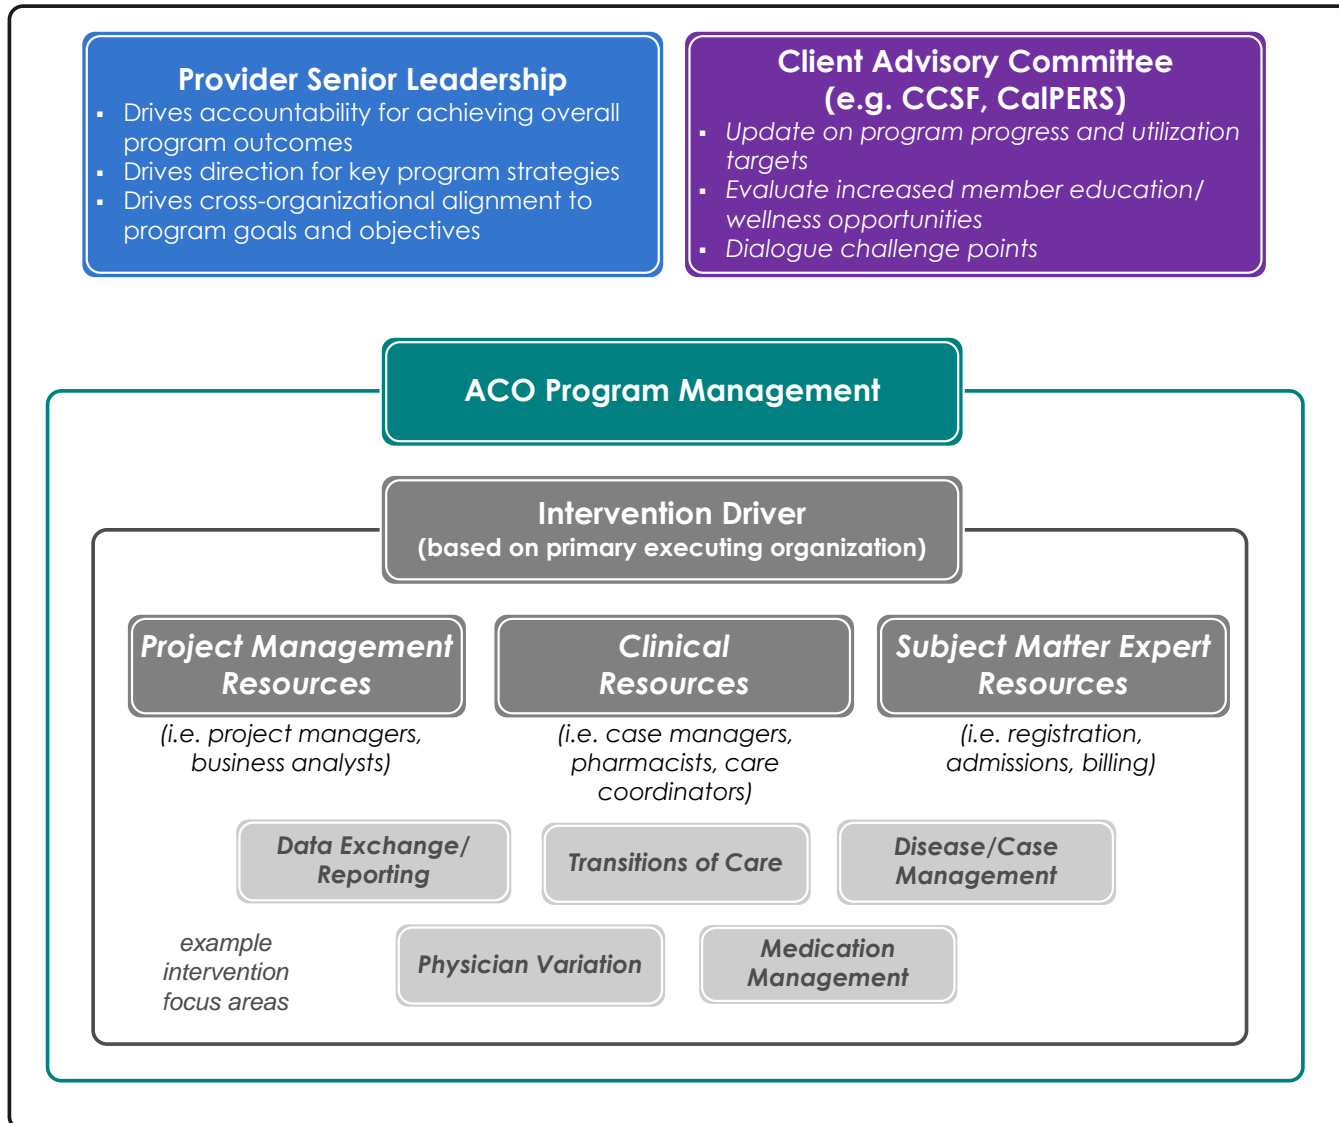 Provider Senior Leadership
▪ Drives accountability for achieving overall
program outcomes
▪ Drives direction for key program strategies
▪ Drives cross-organizational alignment to
program goals and objectives
Client Advisory Committee
(e.g. CCSF, CalPERS)
▪ Update on program progress and utilization
targets
▪ Evaluate increased member education/
wellness opportunities
▪ Dialogue challenge points
ACO Program Management
Intervention Driver
(based on primary executing organization)
Project Management
Resources
(i.e. project managers,
business analysts)
Clinical
Resources
(i.e. case managers,
pharmacists, care
coordinators)
Subject Matter Expert
Resources
(i.e. registration,
admissions, billing)
Data Exchange/
Reporting
Transitions of Care
Disease/Case
Management
example
intervention
focus areas
Physician Variation
Medication
Management